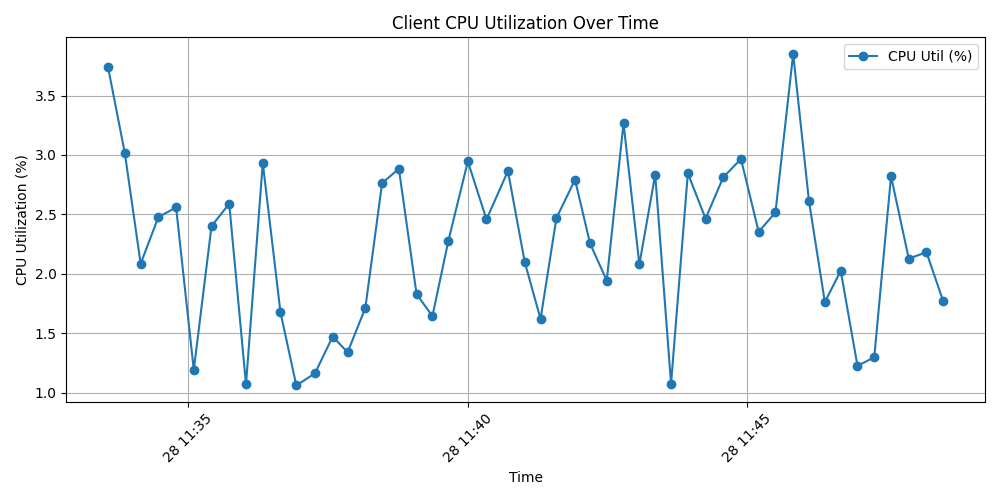 Client CPU Utilization Over Time
CPU Util (%)
CPU Utilization (%)
3.5
3.0
2.5
2.0
1.5
1.0
28 11:35
28 11:40
28 11:45
Time